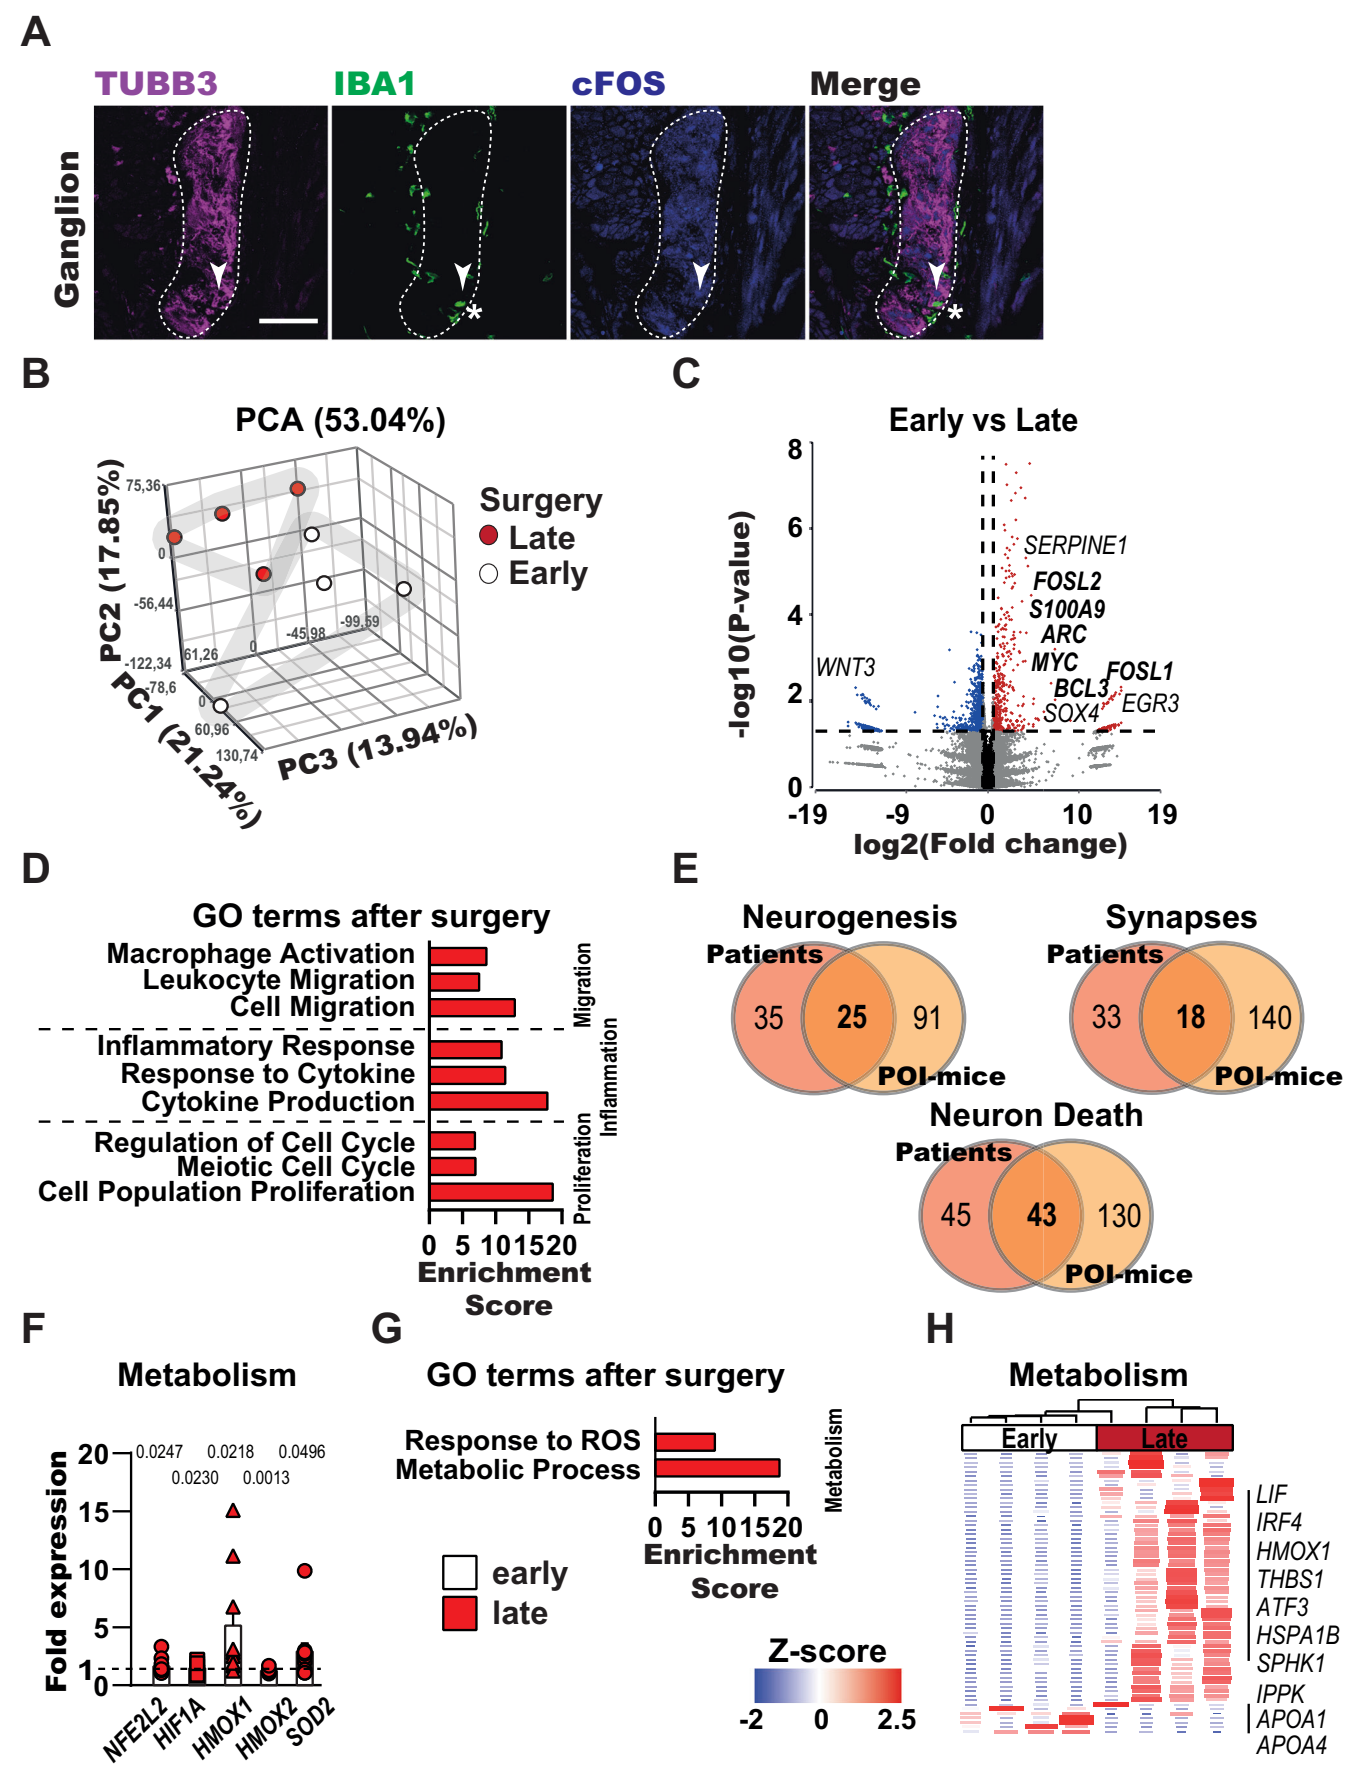 A
TUBB3
IBA1
cFOS
Merge
Ganglion
*
*
B
PCA (53.04%)
PC2 (17.85%)
75,36
0
-56,44
-122,34
-78,6
0
60,96
130,74
61,26
0
-45,98
-99,59
PC1 (21.24%)
PC3 (13.94%)
Surgery
Late
Early
C
Early vs Late
-log10(P-value)
8
6
4
2
0
SERPINE1
FOSL2
S100A9
ARC
MYC
FOSL1
BCL3
EGR3
SOX4
WNT3
-19
-9
0
10
19
log2(Fold change)
D
GO terms after surgery
Macrophage Activation
Leukocyte Migration
Cell Migration
Migration
Inflammatory Response
Response to Cytokine
Cytokine Production
Inflammation
Regulation of Cell Cycle
Meiotic Cell Cycle
Cell Population Proliferation
Proliferation
0 5 10 15 20
Enrichment
Score
E
Neurogenesis
Patients
35
25
91
POI-mice
Synapses
Patients
33
18
140
POI-mice
Neuron Death
Patients
45
43
130
POI-mice
F
Metabolism
Fold expression
20
15
10
5
1
0
0.0247
0.0230
0.0218
0.0013
0.0496
NFE2L2
HIF1A
HMOX1
HMOX2
SOD2
G
GO terms after surgery
Response to ROS
Metabolic Process
Metabolism
0 5 10 15 20
Enrichment
Score
early
late
H
Metabolism
Early
Late
LIF
IRF4
HMOX1
THBS1
ATF3
HSPA1B
SPHK1
IPPK
APOA1
APOA4
Z-score
-2
0
2.5